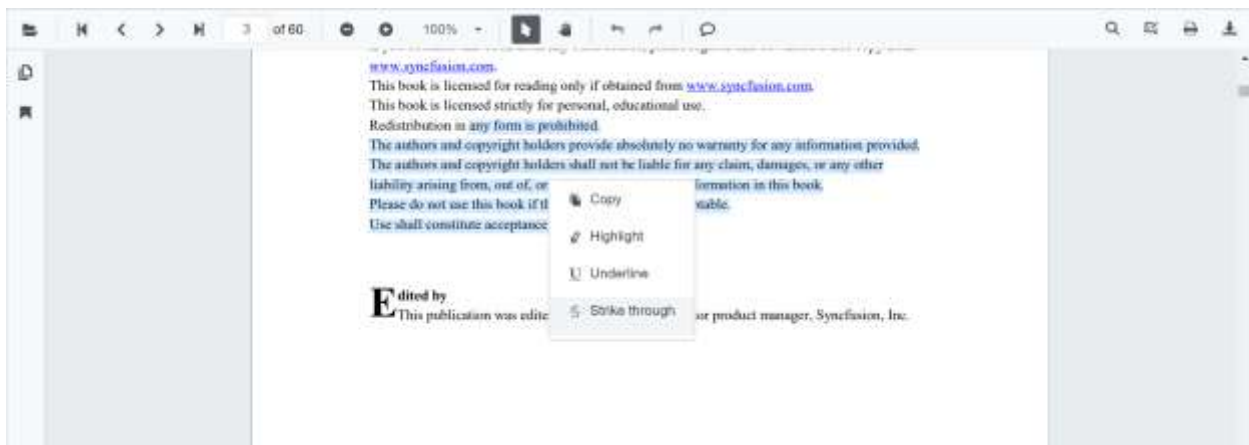 3 of 60 100%
www.syncfusion.com.
This book is licensed for reading only if obtained from www.syncfusion.com.
This book is licensed strictly for personal, educational use.
Redistribution in any form is prohibited.
The authors and copyright holders provide absolutely no warranty for any information provided.
The authors and copyright holders shall not be liable for any claim, damages, or any other
liability arising from, out of, or formation in this book.
Please do not use this book if th
Use shall constitute acceptance
Copy
Highlight
Underline
Strike through
Edited by
This publication was edite or product manager, Syncfusion, Inc.